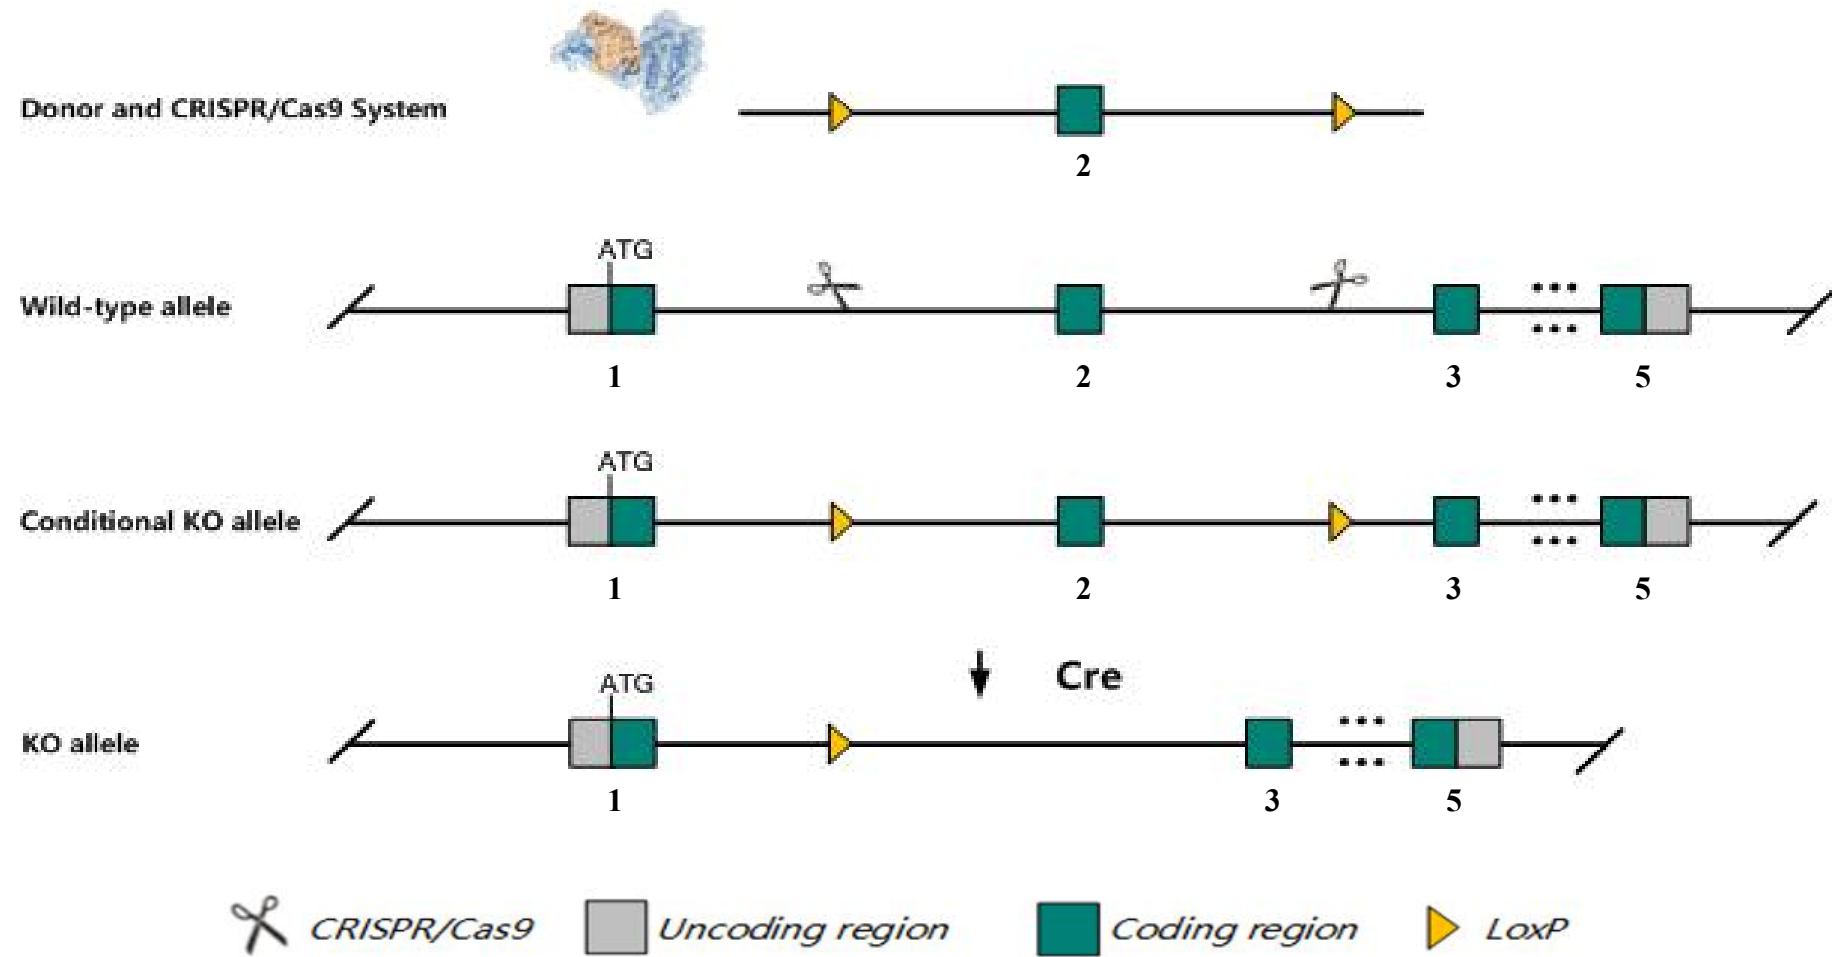 Donor and CRISPR/Cas9 System
2
ATG
Wild-type allele
1 2 3 5
ATG
Conditional KO allele
1 2 3 5
Cre
ATG
KO allele
1 3 5
CRISPR/Cas9 Uncoding region Coding region LoxP